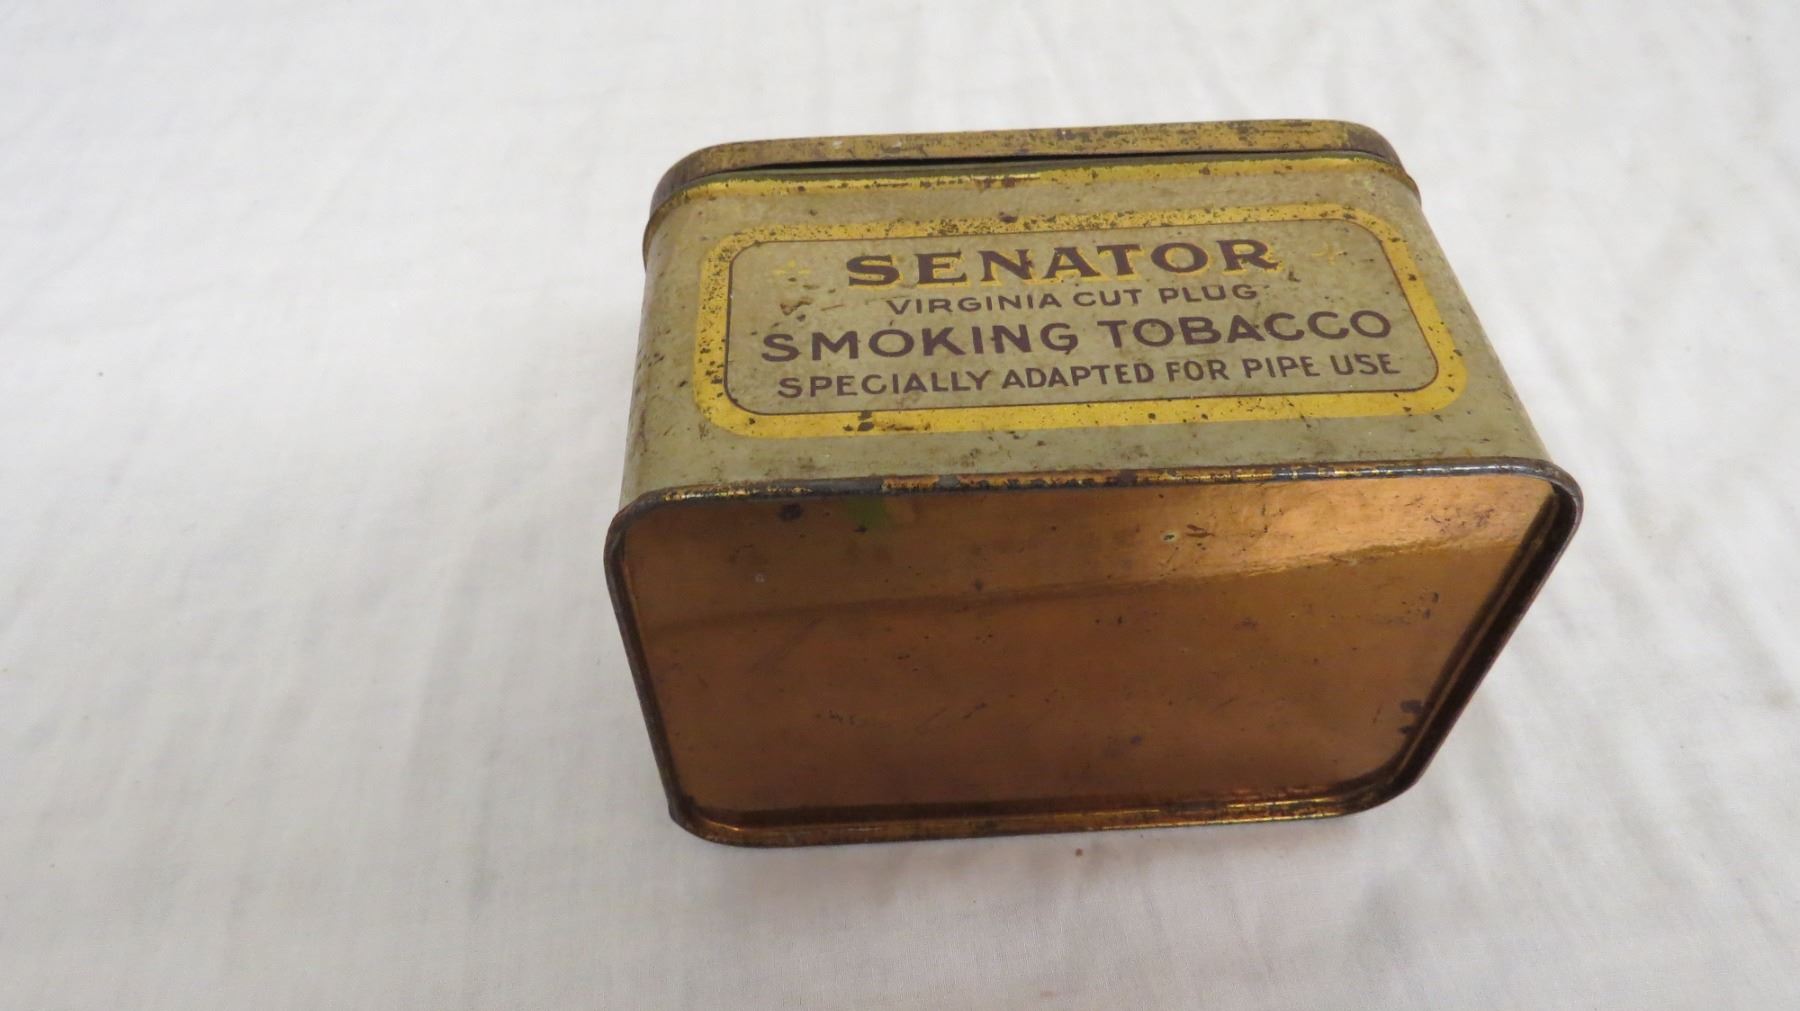 SENATOR
VIRGINIA CUT PLUG
SMOKING TOBACCO
SPECIALLY ADAPTED FOR PIPE USE